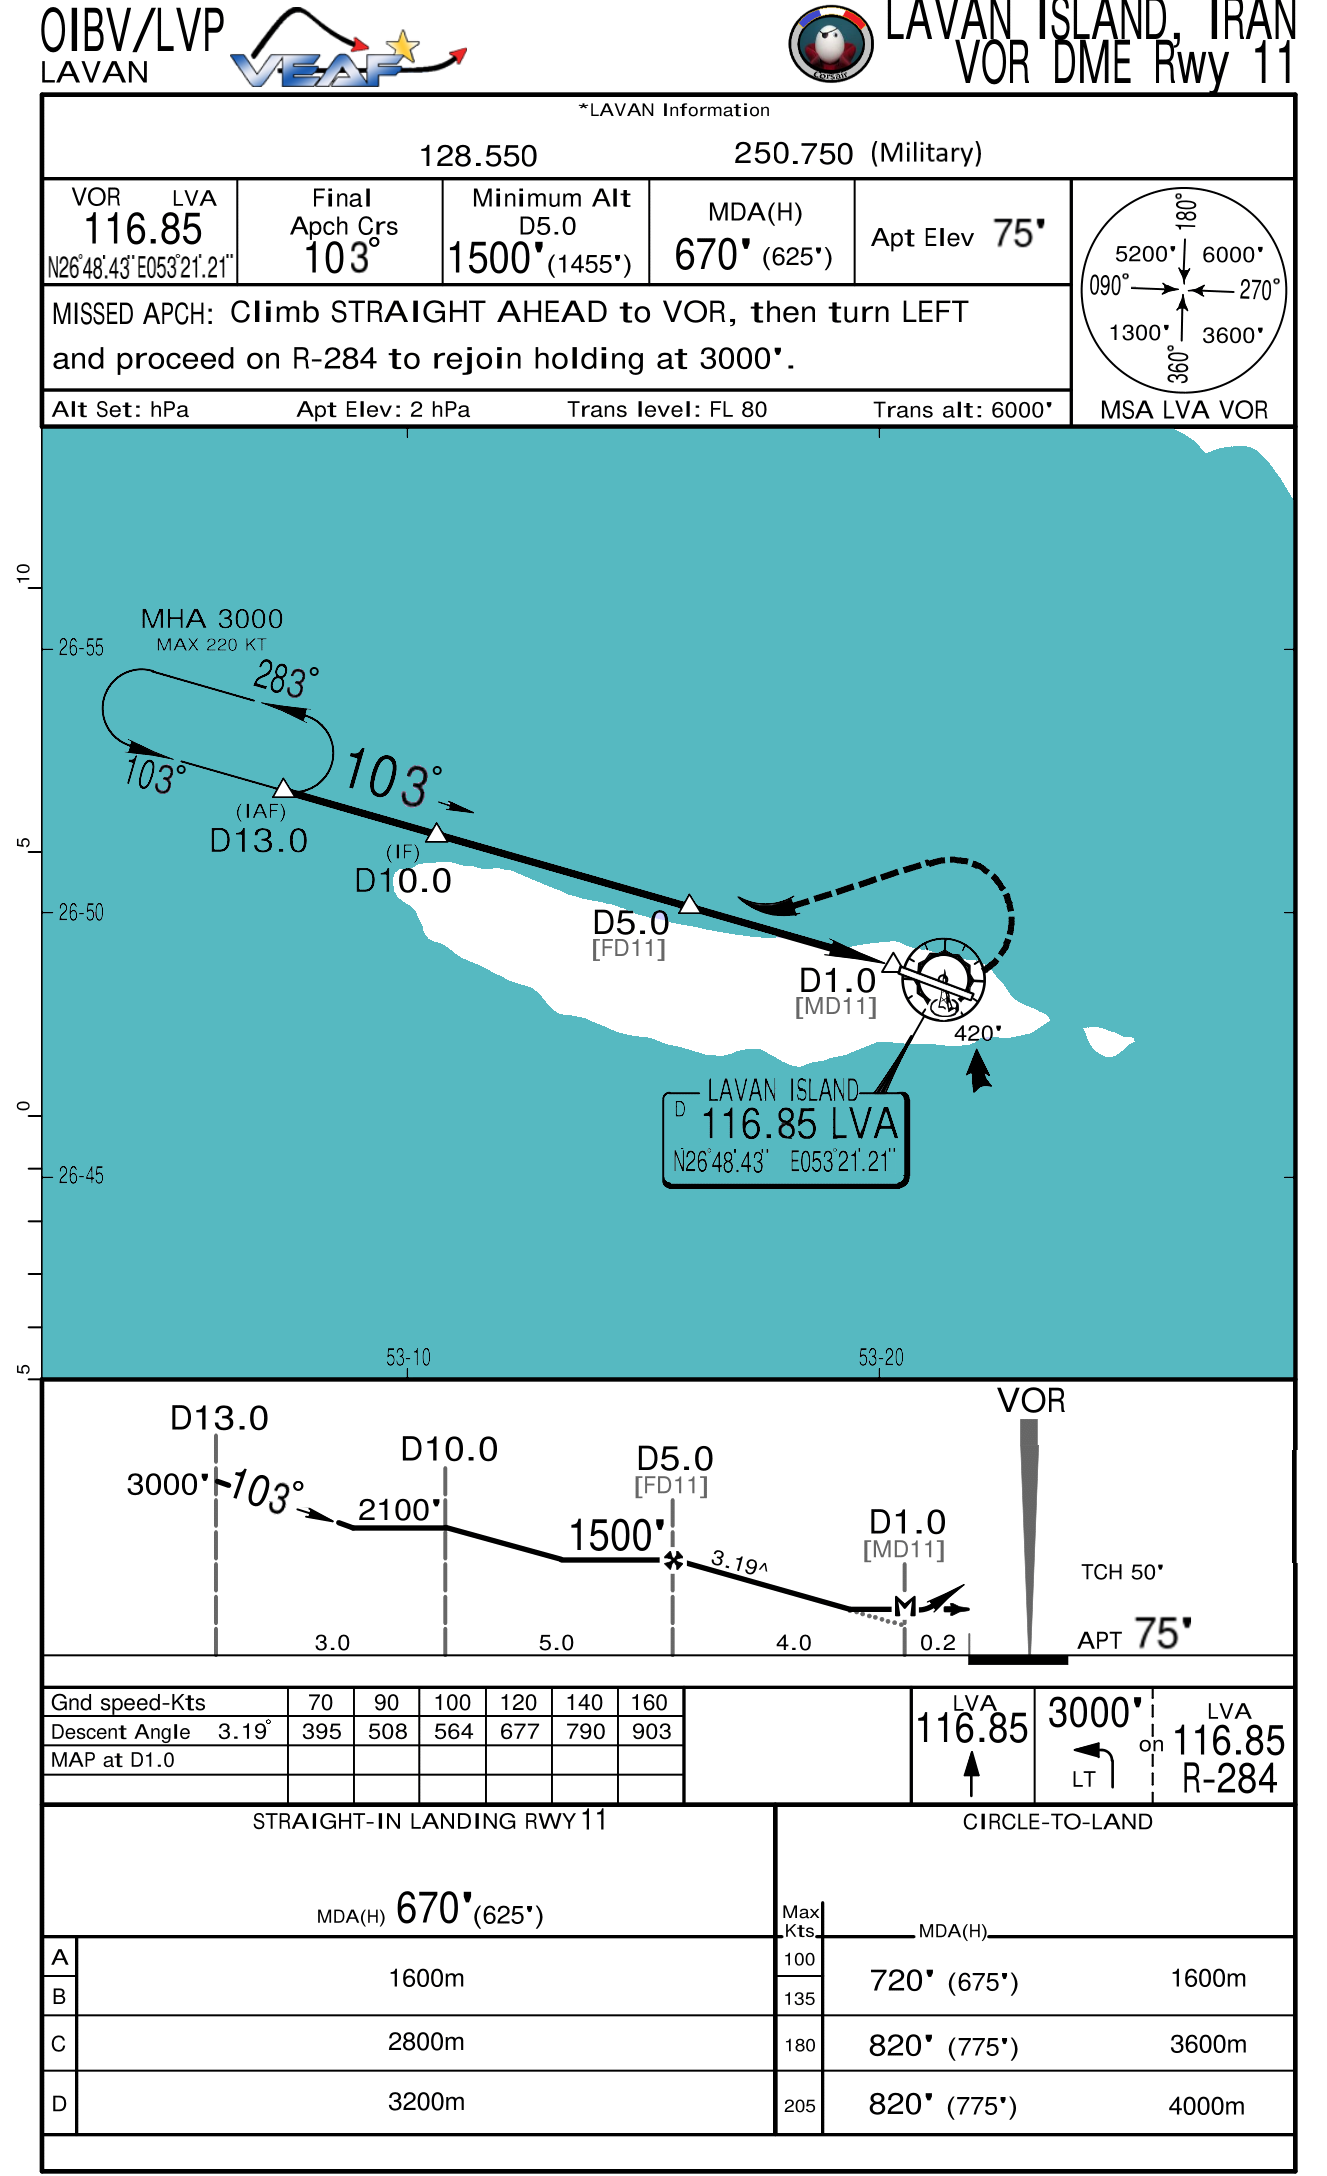 OIBV/LVP
LAVAN
VEAF
Corsair
LAVAN ISLAND, IRAN
VOR DME Rwy 11
*LAVAN Information
128.550 250.750 (Military)
VOR LVA
116.85
N26°48'.43" E053°21'.21"
Final
Apch Crs
103°
Minimum Alt
D5.0
1500' (1455')
MDA(H)
670' (625')
Apt Elev 75'
MISSED APCH: Climb STRAIGHT AHEAD to VOR, then turn LEFT
and proceed on R-284 to rejoin holding at 3000'.
Alt Set: hPa Apt Elev: 2 hPa Trans level: FL 80 Trans alt: 6000'
180°
5200' 6000'
090° 270°
1300' 3600'
360°
MSA LVA VOR
10
5
0
5
MHA 3000
MAX 220 KT
26-55
283°
103°
103°
(IAF)
D13.0
(IF)
D10.0
26-50
D5.0
[FD11]
D1.0
[MD11]
420'
LAVAN ISLAND
D 116.85 LVA
N26°48'.43" E053°21'.21"
26-45
53-10 53-20
D13.0
D10.0
D5.0
[FD11]
D1.0
[MD11]
VOR
3000' 103°
2100'
1500'
3.19^
M
TCH 50'
APT 75'
3.0 5.0 4.0 0.2
Gnd speed-Kts 70 90 100 120 140 160
Descent Angle 3.19° 395 508 564 677 790 903
MAP at D1.0
LVA
116.85
3000'
LT
on
LVA
116.85
R-284
STRAIGHT-IN LANDING RWY 11
MDA(H) 670' (625')
A
B
1600m
C 2800m
D 3200m
CIRCLE-TO-LAND
Max
Kts
MDA(H)
100
135
720' (675') 1600m
180 820' (775') 3600m
205 820' (775') 4000m